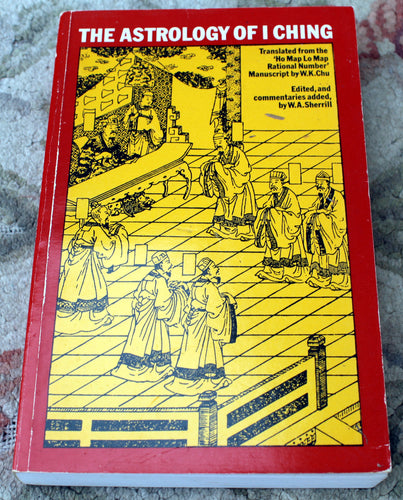 THE ASTROLOGY OF I CHING
Translated from the
‘Ho Map Lo Map
Rational Number’
Manuscript by W.K.Chu
Edited, and
commentaries added,
by W.A.Sherrill